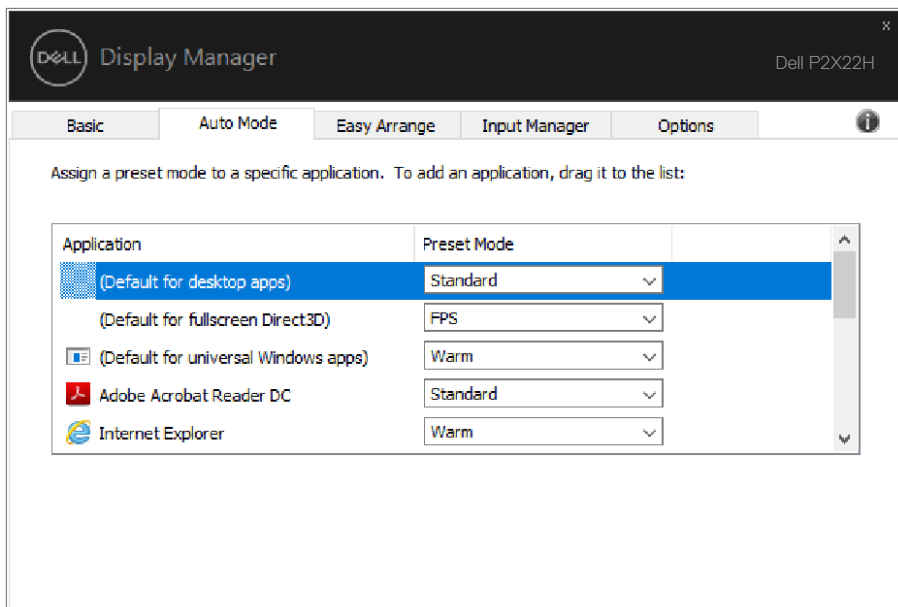 x
DELL Display Manager
Dell P2X22H
Basic Auto Mode Easy Arrange Input Manager Options i
Assign a preset mode to a specific application. To add an application, drag it to the list:
Application Preset Mode
(Default for desktop apps) Standard
(Default for fullscreen Direct3D) FPS
(Default for universal Windows apps) Warm
Adobe Acrobat Reader DC Standard
Internet Explorer Warm